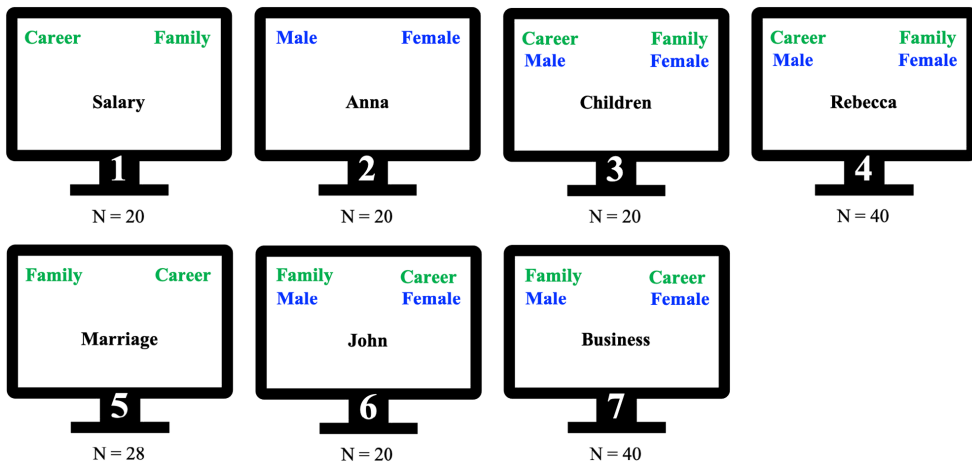 Career Family
Salary
1
N = 20
Male Female
Anna
2
N = 20
Career Family
Male Female
Children
3
N = 20
Career Family
Male Female
Rebecca
4
N = 40
Family Career
Marriage
5
N = 28
Family Career
Male Female
John
6
N = 20
Family Career
Male Female
Business
7
N = 40